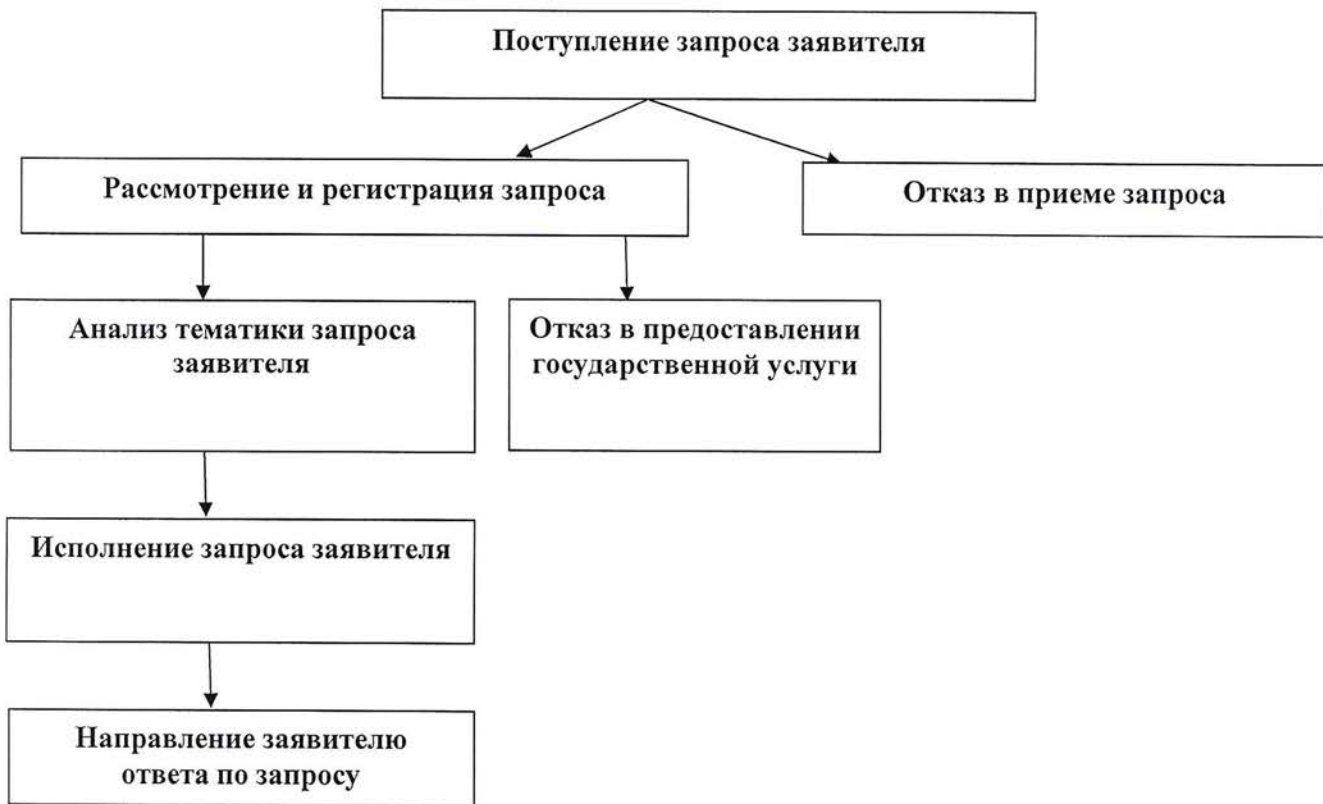 Поступление запроса заявителя
Рассмотрение и регистрация запроса
Отказ в приеме запроса
Анализ тематики запроса
заявителя
Отказ в предоставлении
государственной услуги
Исполнение запроса заявителя
Направление заявителю
ответа по запросу